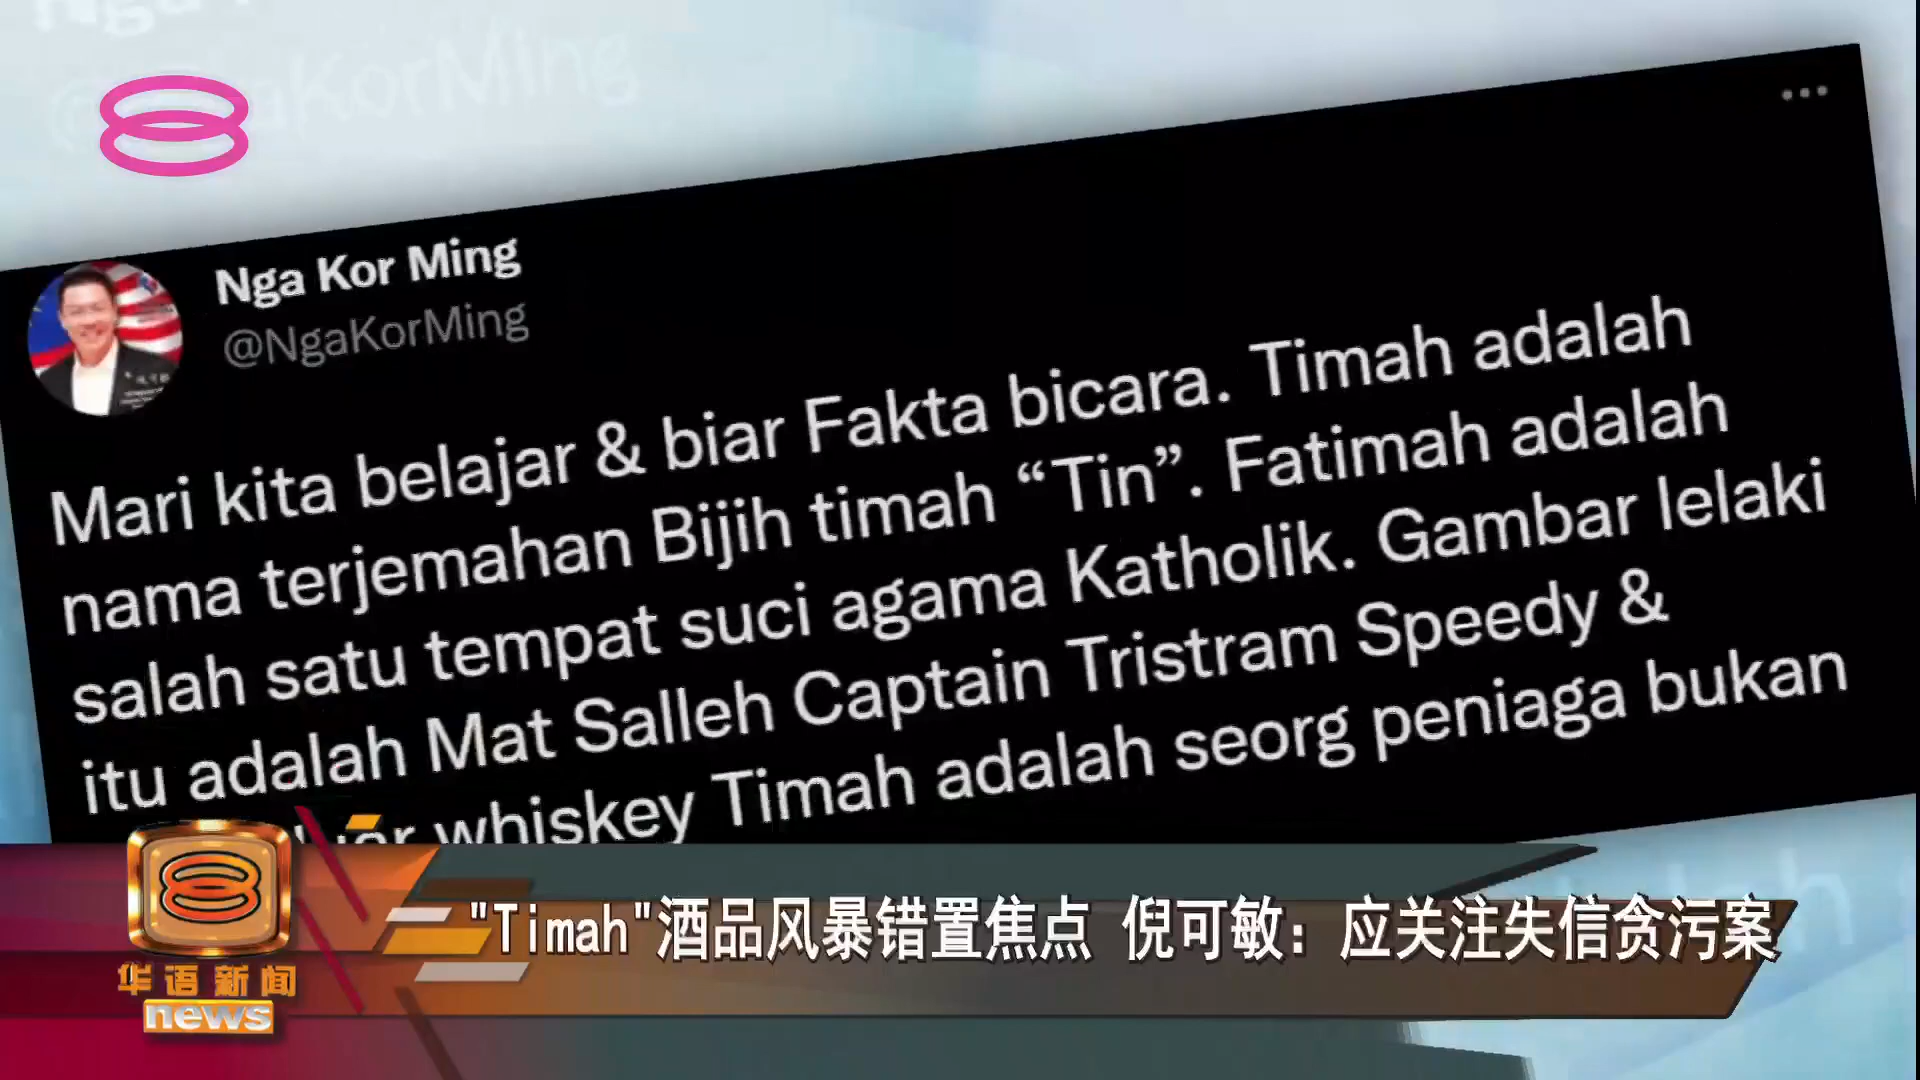 @NgaKorMing
Nga Kor Ming
@NgaKorMing
Mari kita belajar & biar Fakta bicara. Timah adalah
nama terjemahan Bijih timah “Tin”. Fatimah adalah
salah satu tempat suci agama Katholik. Gambar lelaki
itu adalah Mat Salleh Captain Tristram Speedy &
whiskey Timah adalah seorg peniaga bukan
"Timah"酒品风暴错置焦点 倪可敏：应关注失信贪污案
华语新闻
news